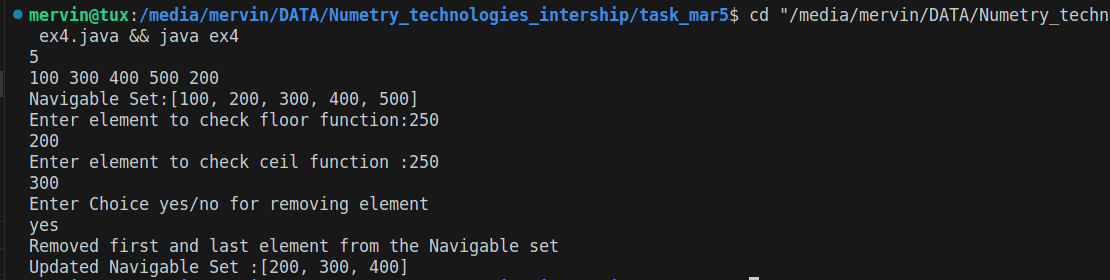 mervin@tux:/media/mervin/DATA/Numetry_technologies_intership/task_mar5$ cd "/media/mervin/DATA/Numetry_techn
ex4.java && java ex4
5
100 300 400 500 200
Navigable Set:[100, 200, 300, 400, 500]
Enter element to check floor function:250
200
Enter element to check ceil function :250
300
Enter Choice yes/no for removing element
yes
Removed first and last element from the Navigable set
Updated Navigable Set :[200, 300, 400]